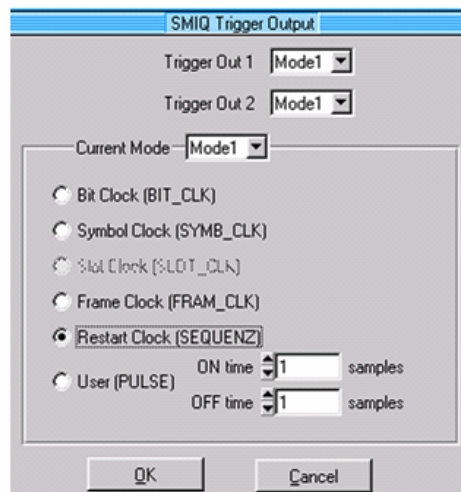 SMIQ Trigger Output
Trigger Out 1 Mode1
Trigger Out 2 Mode1
Current Mode Mode1
Bit Clock (BIT_CLK)
Symbol Clock (SYMB_CLK)
Slot Clock (SLOT_CLK)
Frame Clock (FRAM_CLK)
Restart Clock (SEQUENZ)
User (PULSE)
ON time 1 samples
OFF time 1 samples
OK Cancel